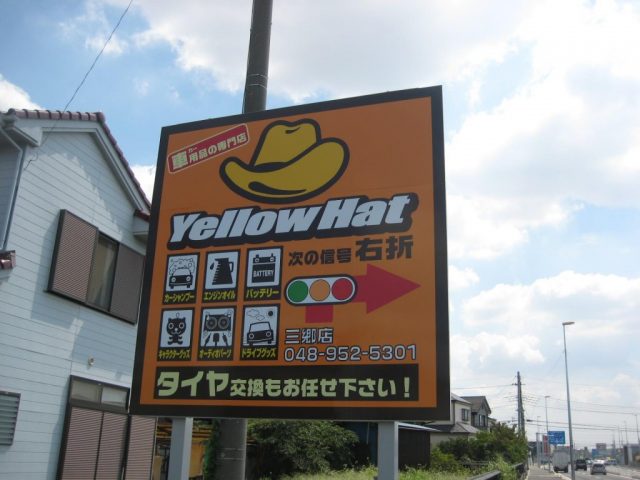 車用品の専門店
カー
YellowHat
次の信号 右折
BATTERY
カーシャンプー
エンジンオイル
バッテリー
キャラクターグッズ
オーディオパーツ
ドライブグッズ
三郷店
048-952-5301
タイヤ交換もお任せ下さい!